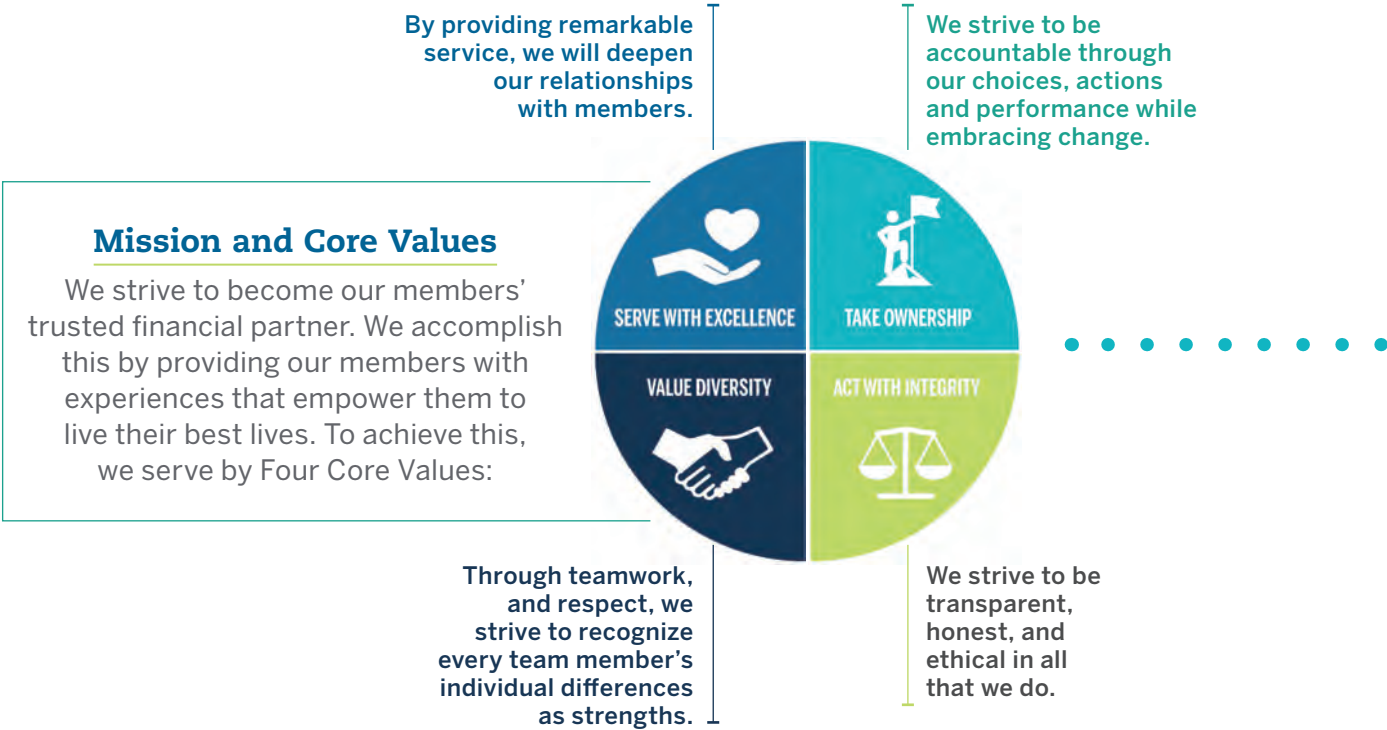 By providing remarkable
service, we will deepen
our relationships
with members.
We strive to be
accountable through
our choices, actions
and performance while
embracing change.
Mission and Core Values
We strive to become our members’
trusted financial partner. We accomplish
this by providing our members with
experiences that empower them to
live their best lives. To achieve this,
we serve by Four Core Values:
SERVE WITH EXCELLENCE
TAKE OWNERSHIP
VALUE DIVERSITY
ACT WITH INTEGRITY
Through teamwork,
and respect, we
strive to recognize
every team member’s
individual differences
as strengths.
We strive to be
transparent,
honest, and
ethical in all
that we do.